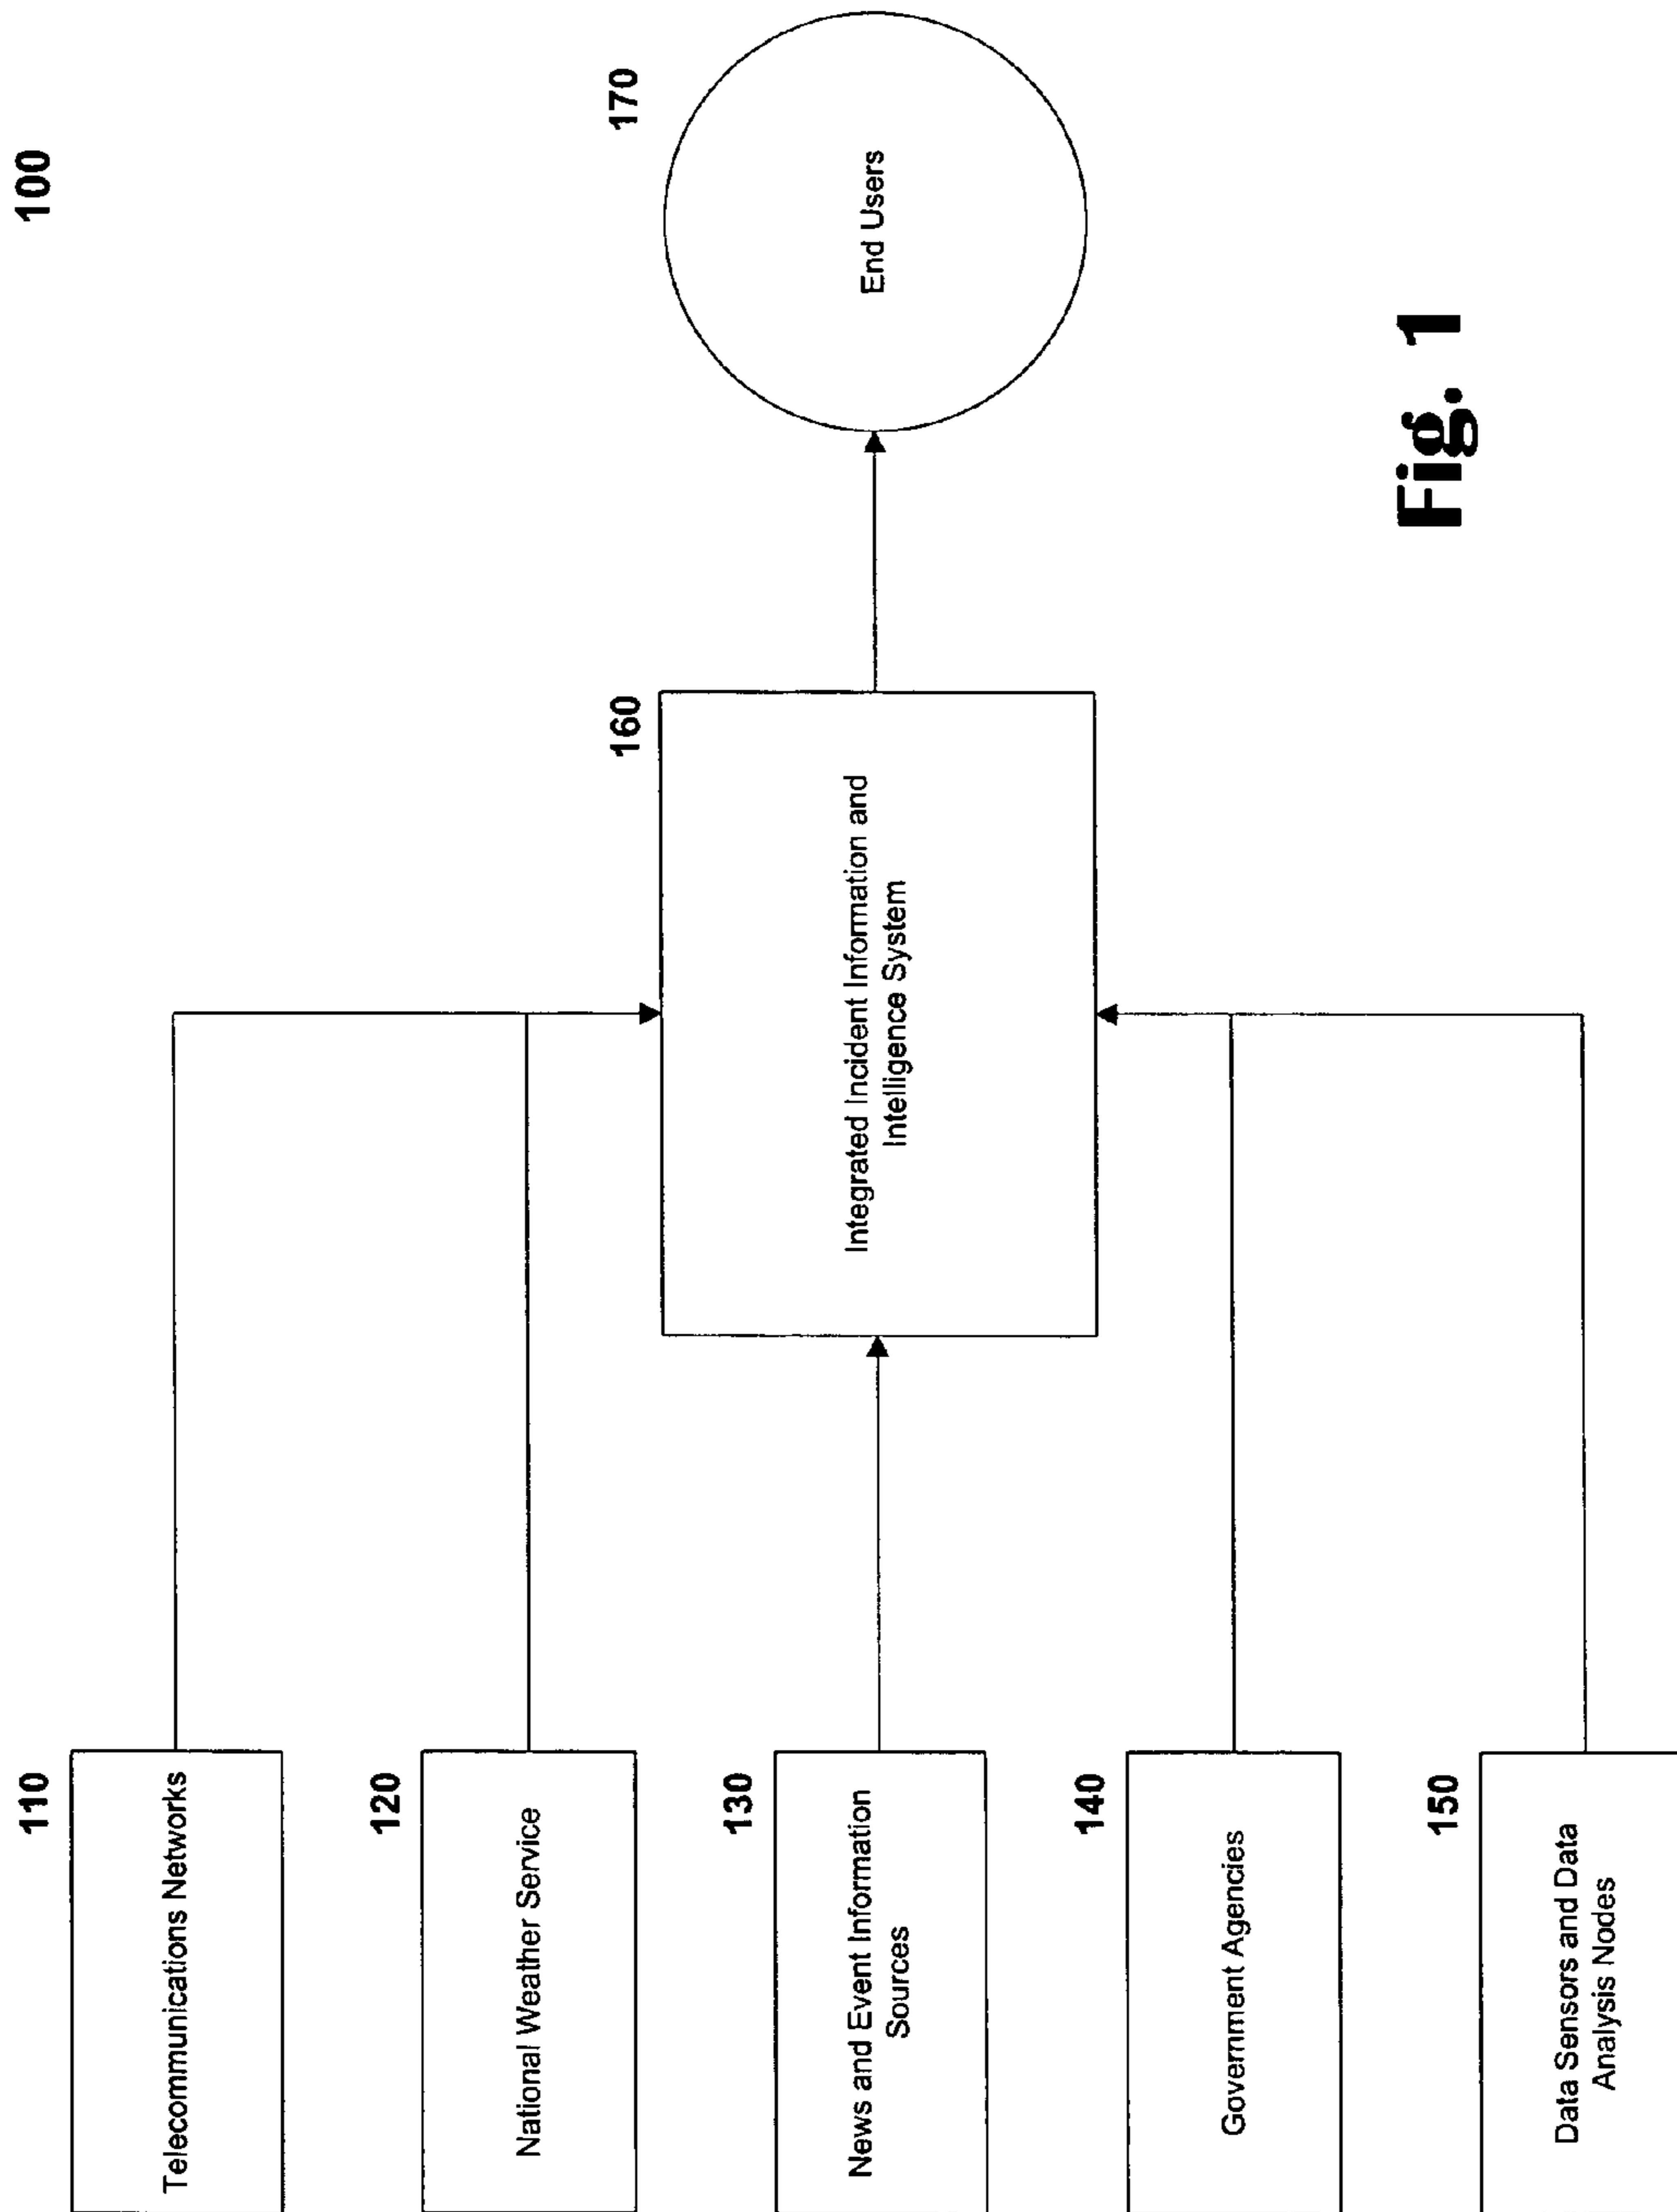 100
110
Telecommunications Networks
120
National Weather Service
130
News and Event Information
Sources
140
Government Agencies
150
Data Sensors and Data
Analysis Nodes
160
Integrated Incident Information and
Intelligence System
170
End Users
Fig. 1